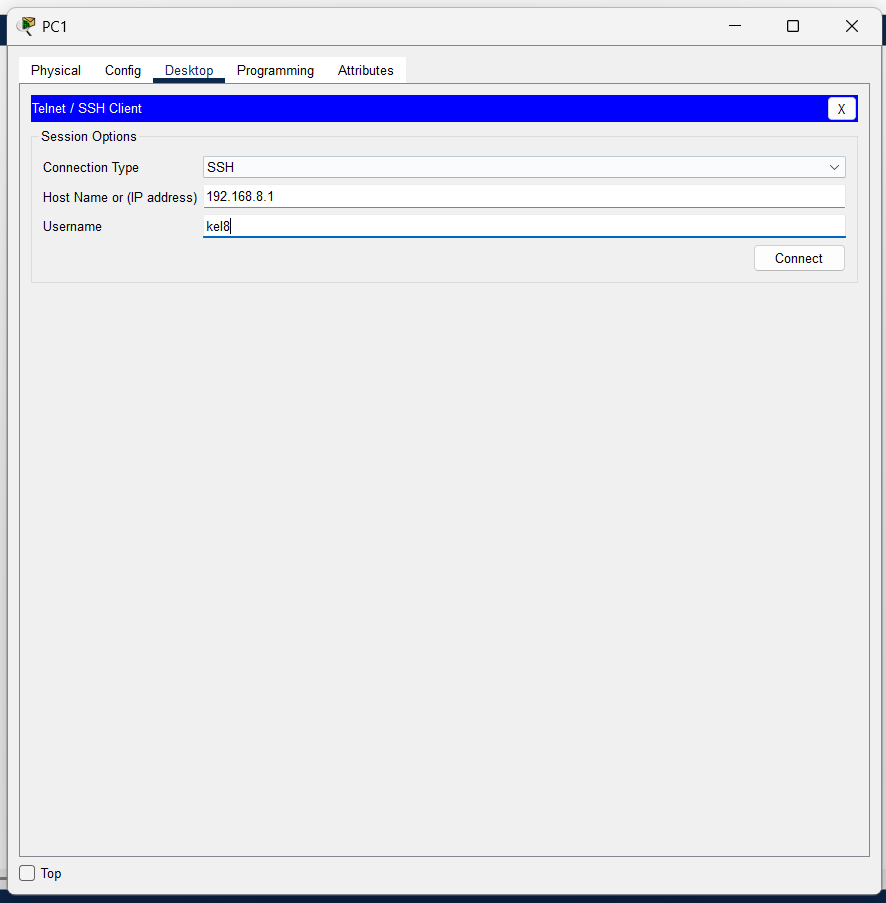 PC1
Physical Config Desktop Programming Attributes
Telnet / SSH Client X
Session Options
Connection Type SSH
Host Name or (IP address) 192.168.8.1
Username kel8
Connect
Top